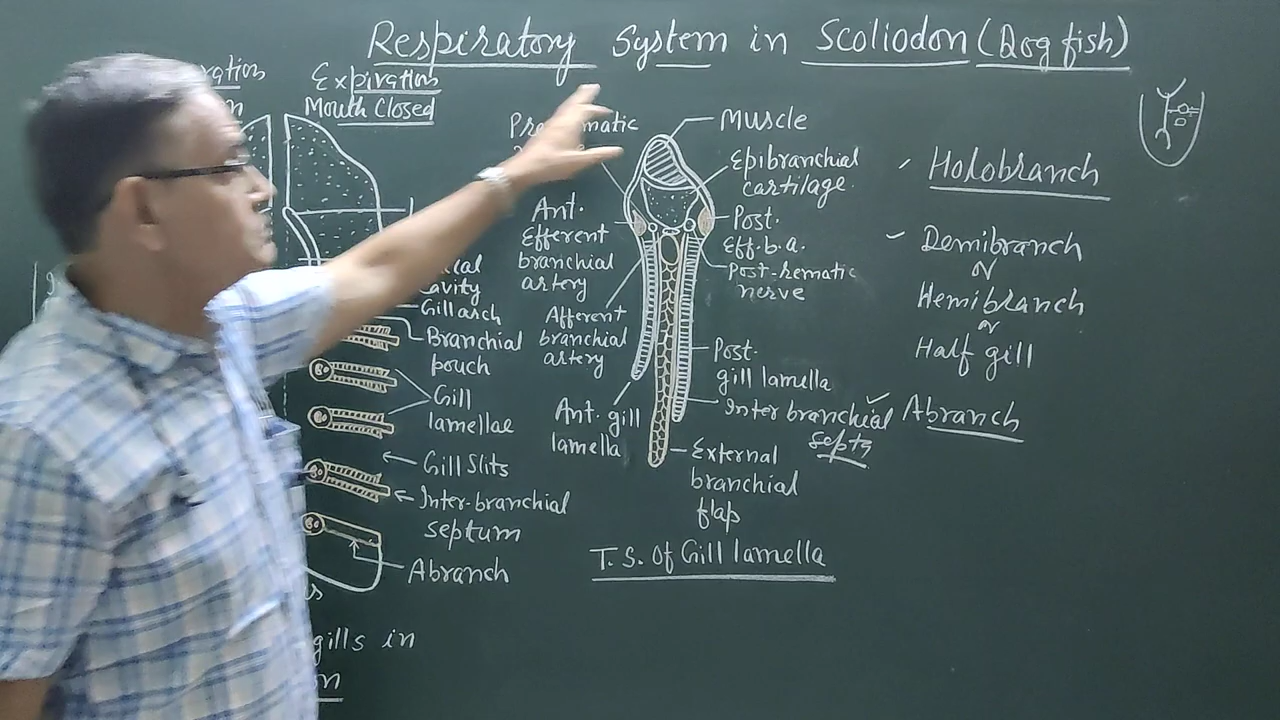 Respiratory System in Scoliodon (Dog fish)
Expiration
Mouth Closed
cavity
Gill arch
Branchial
pouch
Gill
lamellae
Gill Slits
Inter-branchial
septum
Abranch
gills in
Ant.
Efferent
branchial
artery
Afferent
branchial
artery
Ant. gill
lamella
Muscle
Epibranchial
cartilage
Post.
Eff. b. a.
Post-rematic
nerve
Post.
gill lamella
Inter branchial
septa
External
branchial
flap
T. S. Of Gill lamella
Holobranch
Demibranch
or
Hemibranch
or
Half gill
Abranch